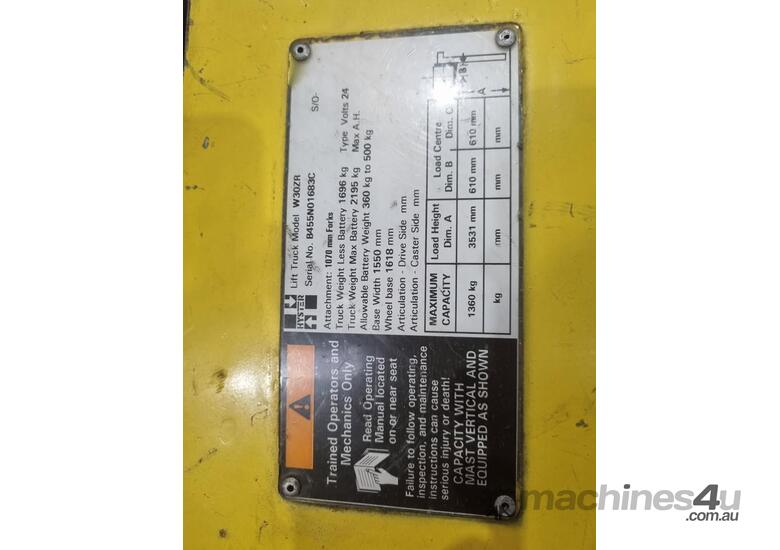 HYSTER
Lift Truck Model W30ZR
Serial No. B455N01683C S/O-
Attachment: 1070 mm Forks
Truck Weight Less Battery 1696 kg Type Volts 24
Truck Weight Max Battery 2195 kg Max A.H.
Allowable Battery Weight 360 kg to 500 kg
Base Width 1550 mm
Wheel base 1618 mm
Articulation - Drive Side mm
Articulation - Caster Side mm
MAXIMUM CAPACITY Load Height Dim. A Load Centre Dim. B Dim. C
1360 kg 3531 mm 610 mm 610 mm
kg mm mm mm
B
A
Trained Operators and
Mechanics Only
Read Operating
Manual located
on or near seat
Failure to follow operating,
inspection, and maintenance
instructions can cause
serious injury or death!
CAPACITY WITH
MAST VERTICAL AND
EQUIPPED AS SHOWN
machines4u
.com.au